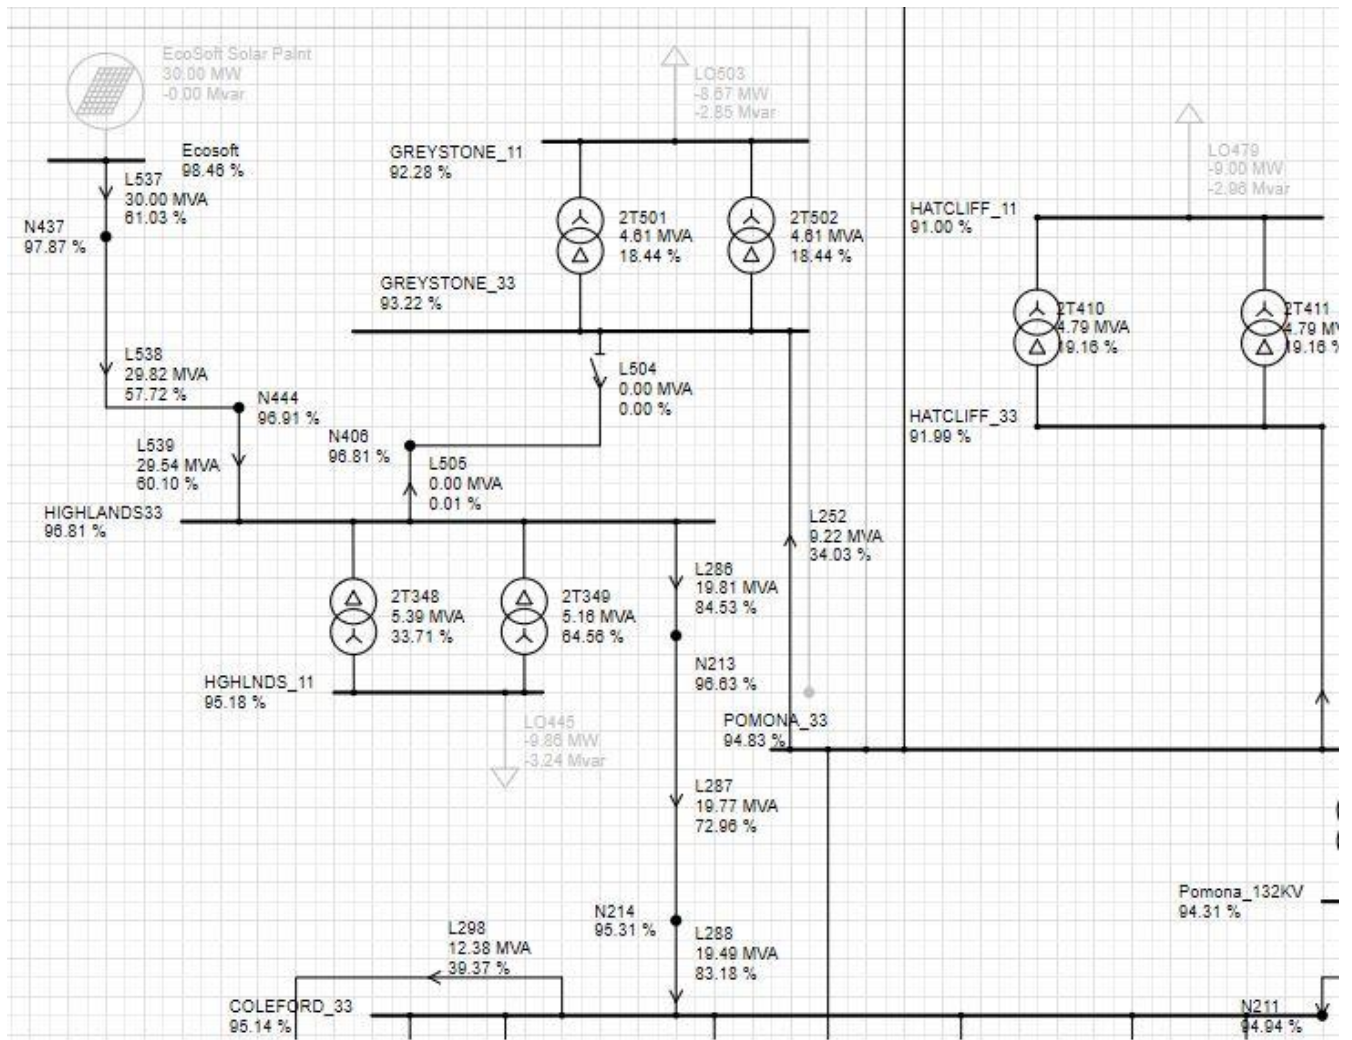 EcoSoft Solar Paint
30.00 MW
-0.00 Mvar
Ecosoft
98.46 %
L537
30.00 MVA
61.03 %
N437
97.87 %
L538
29.82 MVA
57.72 %
N444
96.91 %
L539
29.54 MVA
60.10 %
HIGHLANDS33
96.81 %
LO503
-8.67 MW
-2.85 Mvar
GREYSTONE_11
92.28 %
2T501
4.61 MVA
18.44 %
2T502
4.61 MVA
18.44 %
GREYSTONE_33
93.22 %
L504
0.00 MVA
0.00 %
N406
96.81 %
L505
0.00 MVA
0.01 %
LO479
-9.00 MW
-2.96 Mvar
HATCLIFF_11
91.00 %
2T410
4.79 MVA
19.16 %
2T411
4.79 MV
19.16 %
HATCLIFF_33
91.99 %
L252
9.22 MVA
34.03 %
2T348
5.39 MVA
33.71 %
2T349
5.16 MVA
64.56 %
L286
19.81 MVA
84.53 %
N213
96.63 %
HGHLNDS_11
95.18 %
LO445
-9.86 MW
-3.24 Mvar
POMONA_33
94.83 %
L287
19.77 MVA
72.96 %
Pomona_132KV
94.31 %
N214
95.31 %
L288
19.49 MVA
83.18 %
L298
12.38 MVA
39.37 %
COLEFORD_33
95.14 %
N211
94.94 %